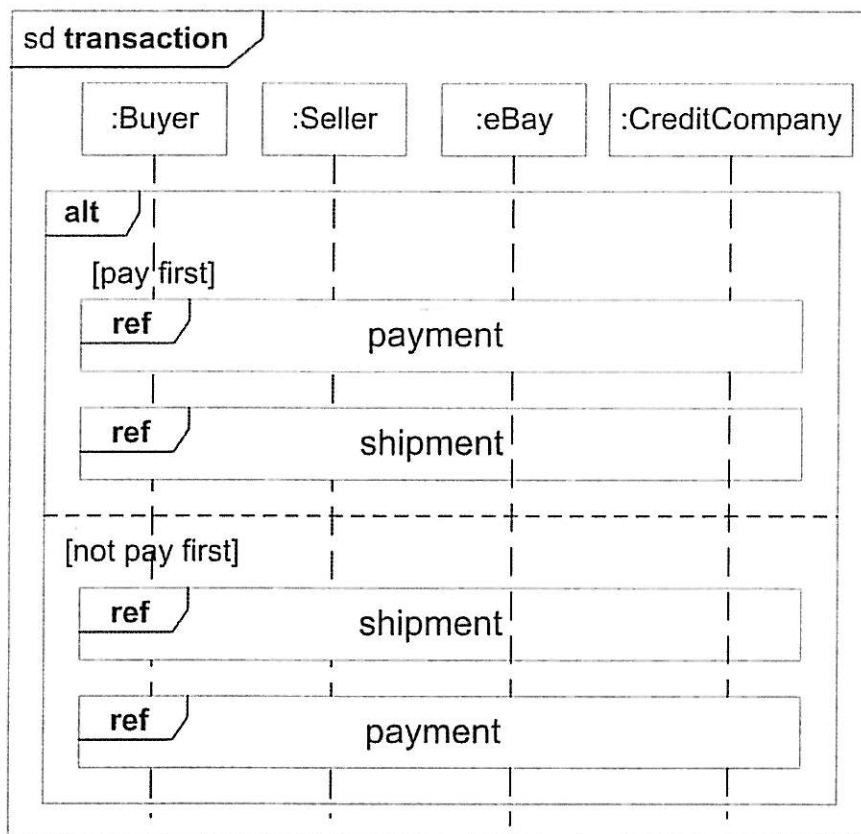 sd transaction
:Buyer :Seller :eBay :CreditCompany
alt
[pay first]
ref payment
ref shipment
[not pay first]
ref shipment
ref payment